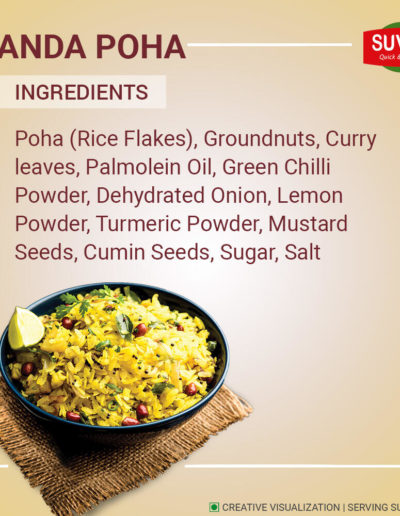 ANDA POHA
SUV
Quick &
INGREDIENTS
Poha (Rice Flakes), Groundnuts, Curry
leaves, Palmolein Oil, Green Chilli
Powder, Dehydrated Onion, Lemon
Powder, Turmeric Powder, Mustard
Seeds, Cumin Seeds, Sugar, Salt
CREATIVE VISUALIZATION | SERVING SU